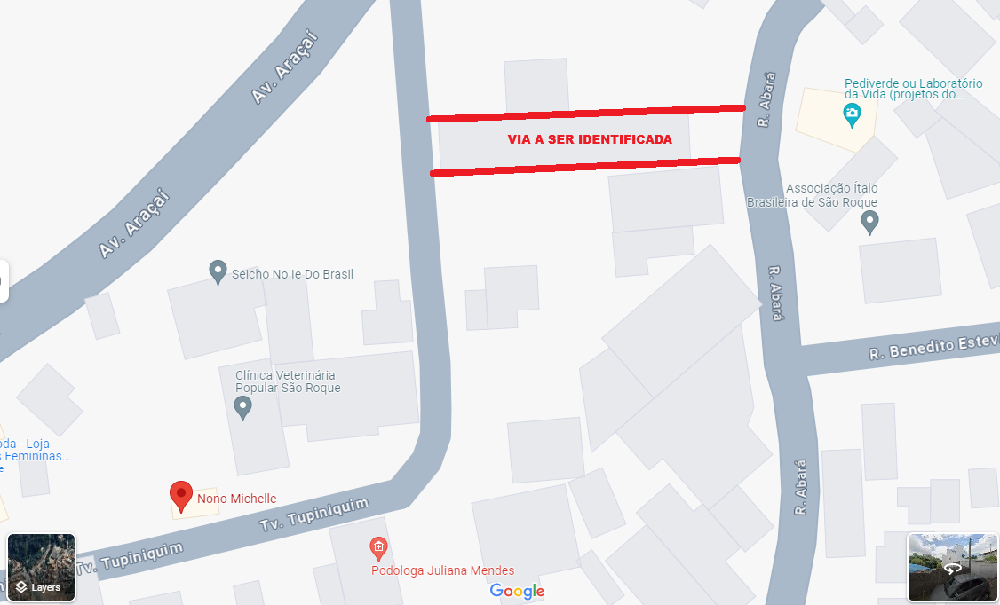 Av. Araçaí
R. Abará
Pediverde ou Laboratório
da Vida (projetos do...
VIA A SER IDENTIFICADA
Associação Ítalo
Brasileira de São Roque
Av. Araçaí
Seicho No Ie Do Brasil
R. Abará
R. Benedito Estev
Clínica Veterinária
Popular São Roque
oda - Loja
s Femininas...
e
R. Abará
Nono Michelle
Tv. Tupiniquim
Tv. Tupiniquim
Podologa Juliana Mendes
Layers
Google